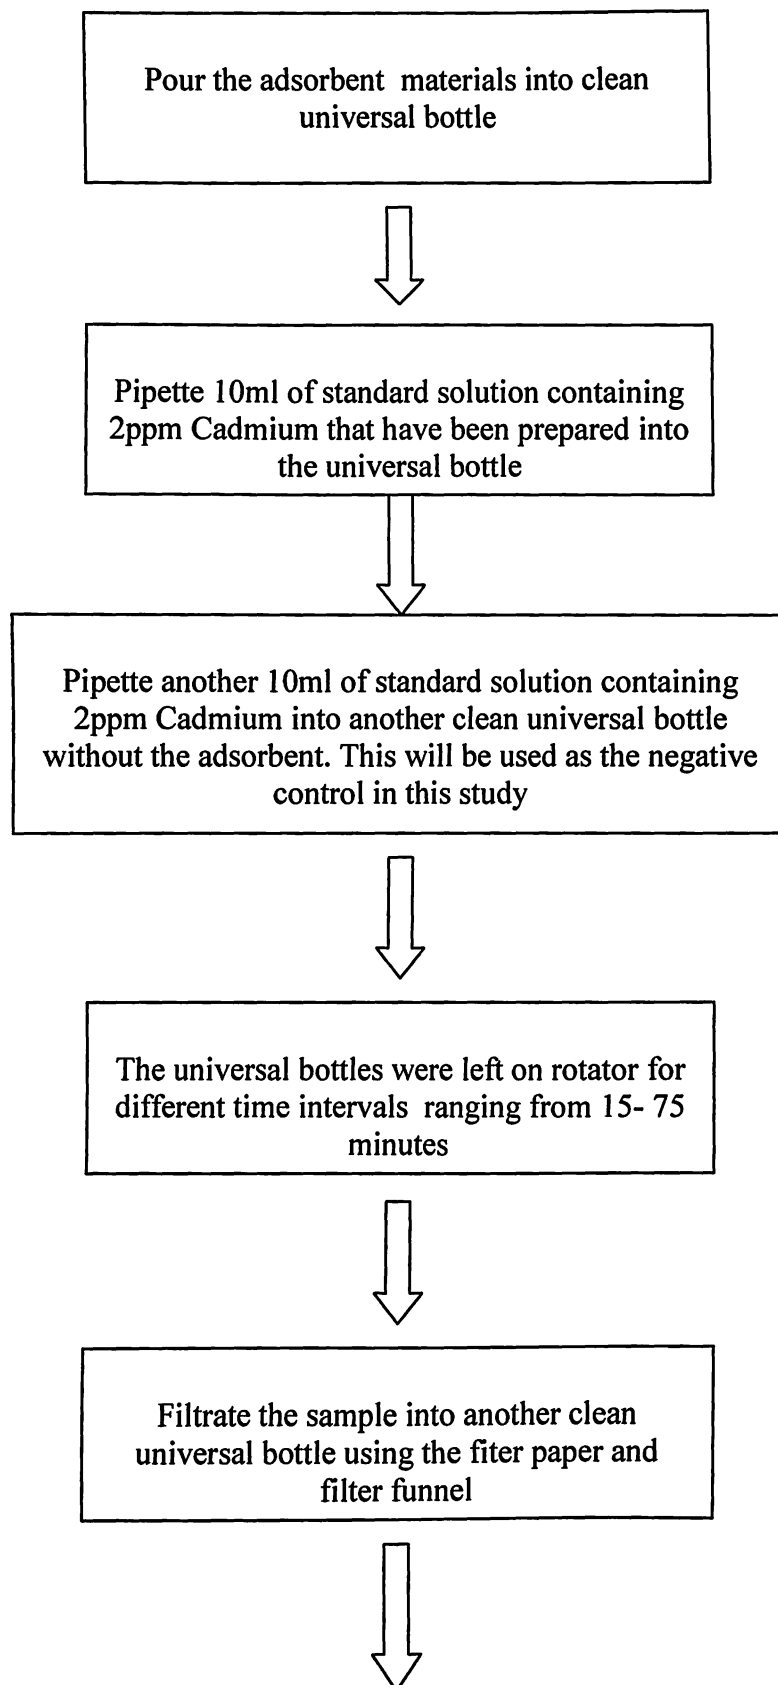 Pour the adsorbent materials into clean
universal bottle
Pipette 10ml of standard solution containing
2ppm Cadmium that have been prepared into
the universal bottle
Pipette another 10ml of standard solution containing
2ppm Cadmium into another clean universal bottle
without the adsorbent. This will be used as the negative
control in this study
The universal bottles were left on rotator for
different time intervals ranging from 15- 75
minutes
Filtrate the sample into another clean
universal bottle using the fiter paper and
filter funnel